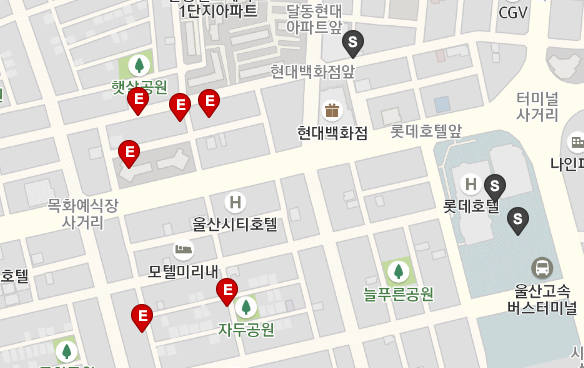 1단지아파트
달동현대
아파트앞
CGV
S
현대백화점앞
햇살공원
E
E
E
터미널
사거리
현대백화점
롯데호텔앞
E
나인파
H
롯데호텔
S
목화예식장
사거리
H
울산시티호텔
S
모텔미리내
호텔
늘푸른공원
울산고속
버스터미널
E
E
자두공원